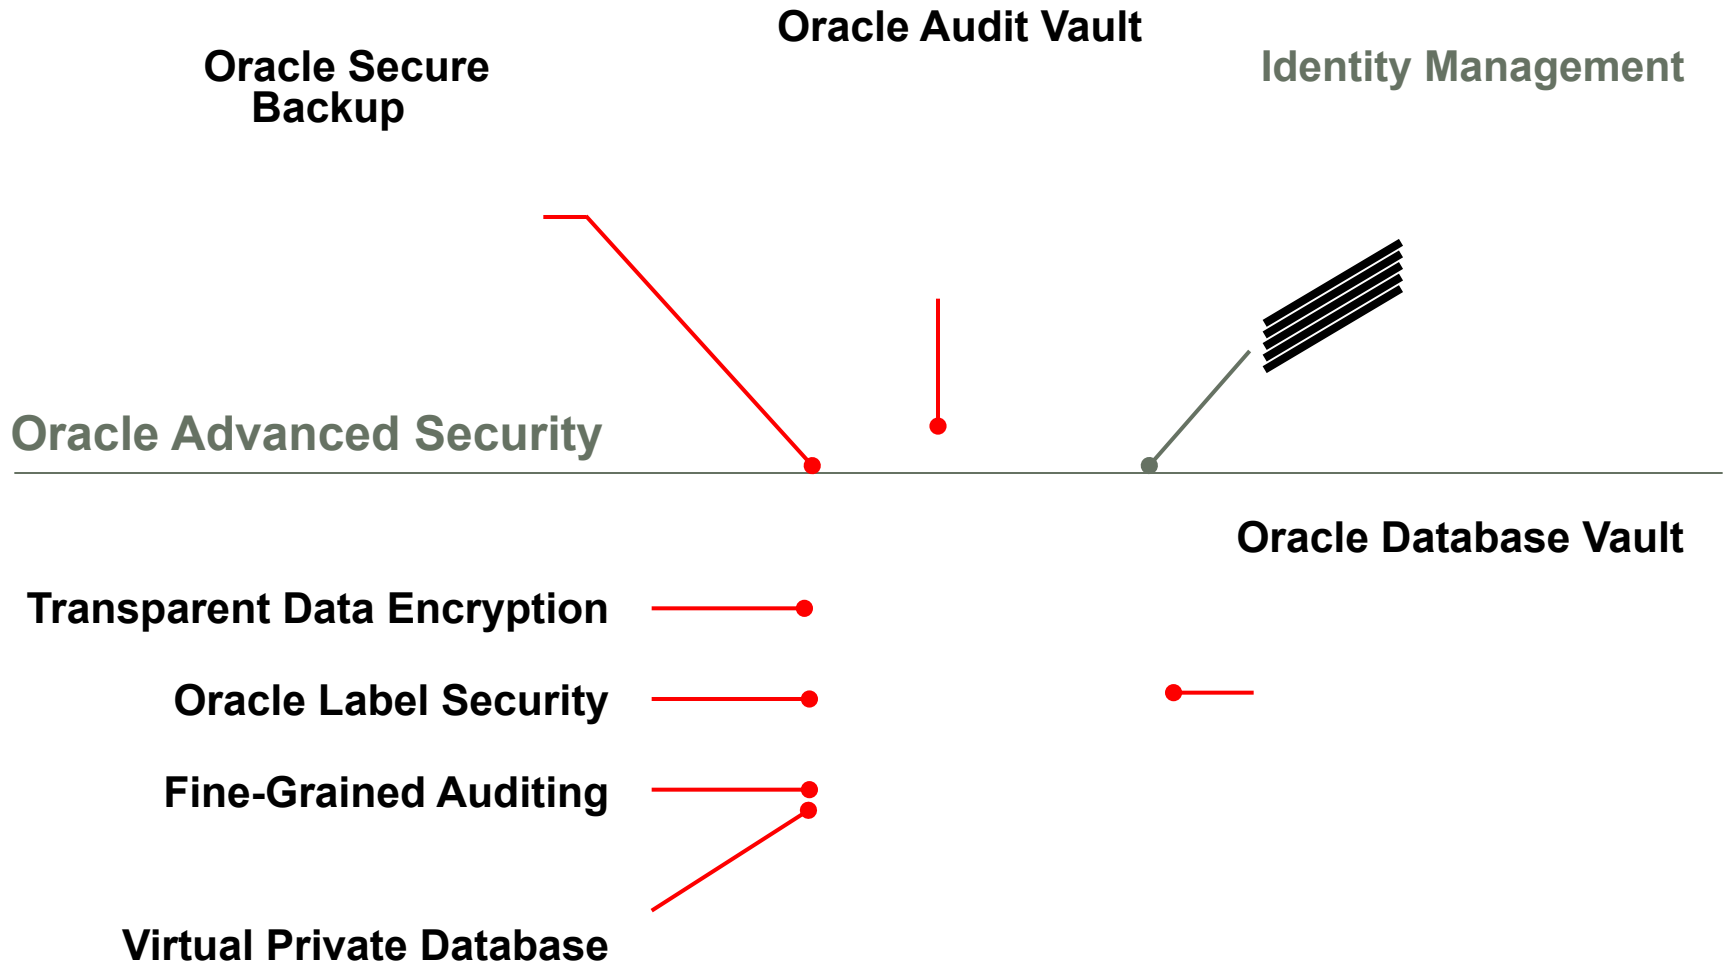 Oracle Audit Vault
Oracle Secure
Backup
Identity Management
Oracle Advanced Security
Oracle Database Vault
Transparent Data Encryption
Oracle Label Security
Fine-Grained Auditing
Virtual Private Database